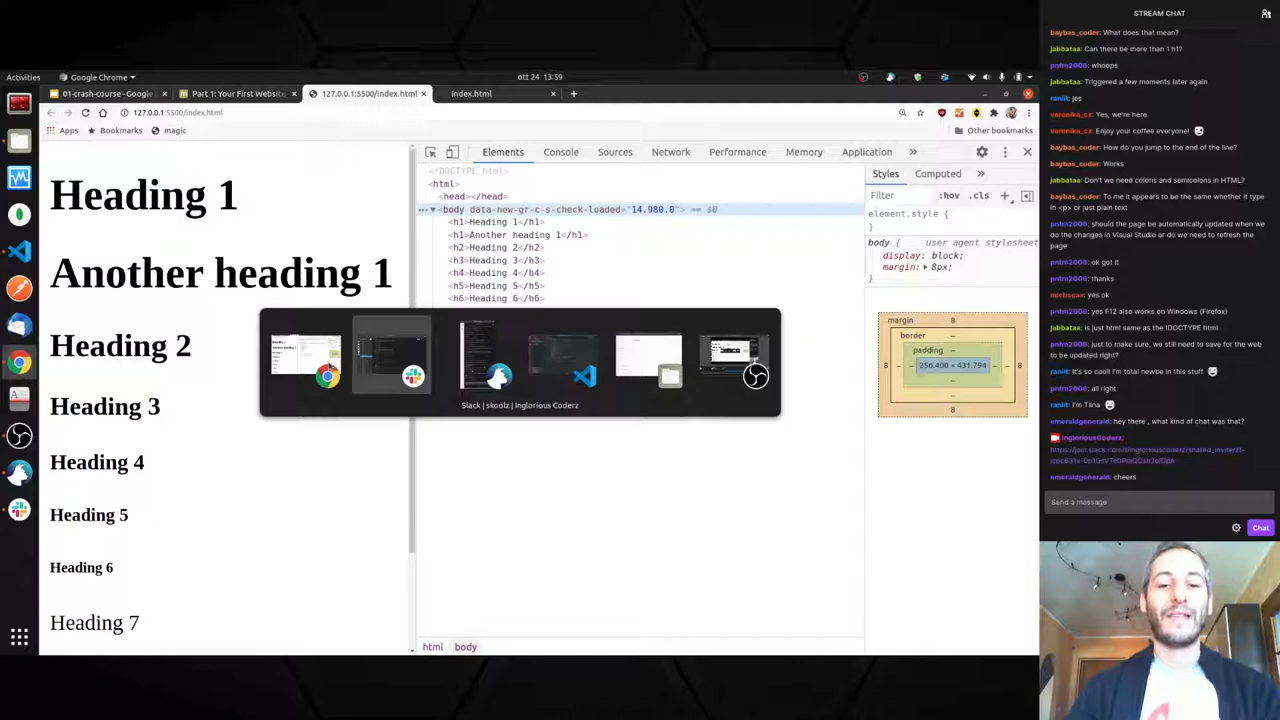 STREAM CHAT
baybas_coder: What does that mean?
jabbataa: Can there be more than 1 h1?
pntm2006: whoops
jabbataa: Triggered a few moments later again
raniit: jes
veronika_cz: Yes, we're here
veronika_cz: Enjoy your coffee everyone!
baybas_coder: How do you jump to the end of the line?
baybas_coder: Works
jabbataa: Don't we need colons and semicolons in HTML?
baybas_coder: To me it appears the same whether it type
in <p> or just plain text
pntm2006: should the page be automatically updated when we
do the changes in Visual Studio or do we need to refresh the
page
pntm2006: ok got it
pntm2006: thanks
yes ok
pntm2006: yes F12 also works on Windows (Firefox)
jabbataa: Is just html same as the !DOCTYPE html
pntm2006: just to make sure, we still need to save for the web
to be updated right?
raniit: It's so cool! I'm total newbe in this stuff
pntm2006: all right
raniit: I'm Tiina
emeraldgenerald: hey there , what kind of chat was that?
IngloriousCoderz:
emeraldgenerald: cheers
Send a message
Chat
Activities
Google Chrome
ott 24 13:59
01-crash-course - Google
Part 1: Your First Website
127.0.0.1:5500/index.html
index.html
127.0.0.1:5500/index.html
Apps
Bookmarks
magic
Other bookmarks
Heading 1
Another heading 1
Heading 2
Heading 3
Heading 4
Heading 5
Heading 6
Heading 7
Elements
Console
Sources
Network
Performance
Memory
Application
<!DOCTYPE html>
<html>
<head></head>
<body data-new-gr-c-s-check-loaded="14.980.0"> == $0
<h1>Heading 1</h1>
<h1>Another heading 1</h1>
<h2>Heading 2</h2>
<h3>Heading 3</h3>
<h4>Heading 4</h4>
<h5>Heading 5</h5>
<h6>Heading 6</h6>
Slack | skoolz | Inglorious Coderz
html
body
Styles
Computed
Filter
:hov .cls
element.style {
}
body { user agent stylesheet
display: block;
margin: 8px;
}
margin 8
border –
padding –
8 – – 256.400 × 431.794 – – 8
–
–
8